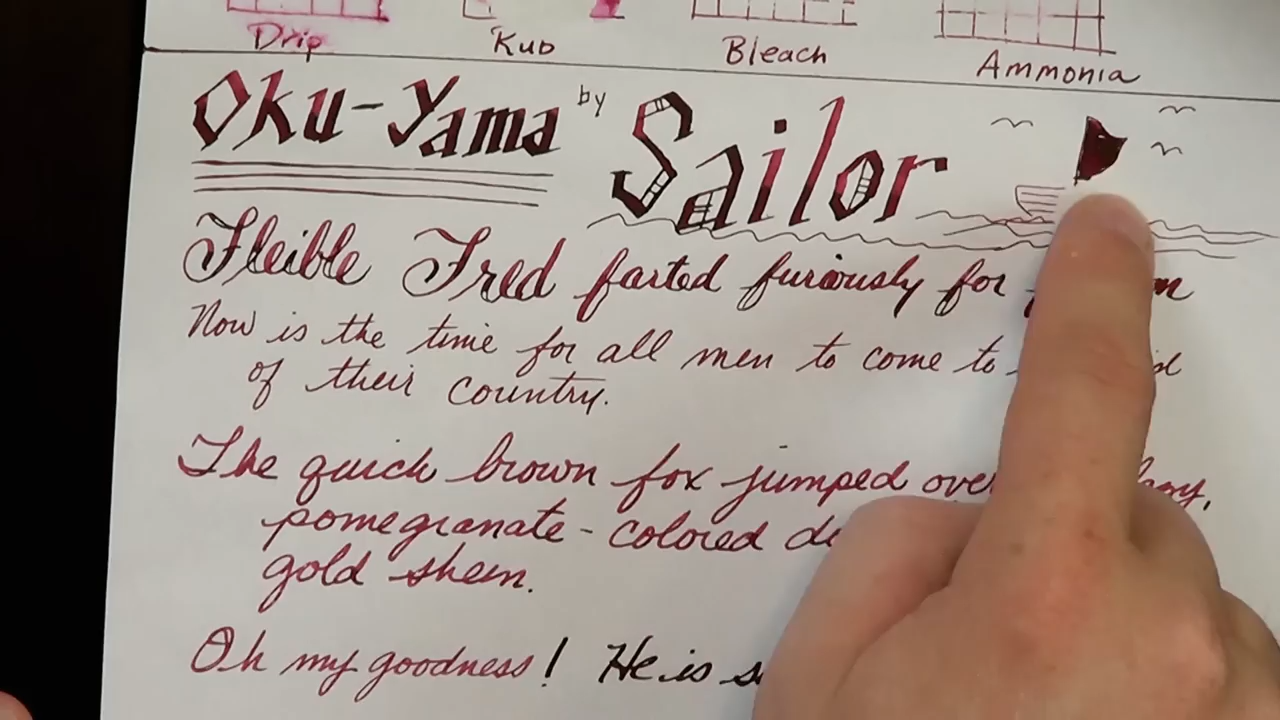 Drip Rub Bleach Ammonia
Oku-Yama by Sailor
Fleible Fred farted furiously for
Now is the time for all men to come to
of their country.
The quick brown fox jumped over
pomegranate-colored
gold sheen.
Oh my goodness! He is